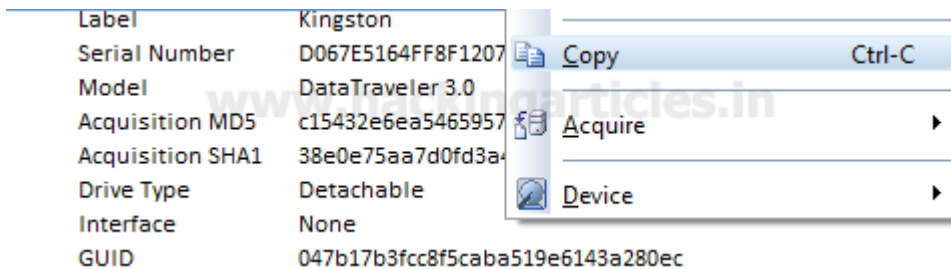 Label Kingston
Serial Number D067E5164FF8F1207
Model DataTraveler 3.0
Acquisition MD5 c15432e6ea5465957
Acquisition SHA1 38e0e75aa7d0fd3a4
Drive Type Detachable
Interface None
GUID 047b17b3fcc8f5caba519e6143a280ec
Copy Ctrl-C
Acquire
Device
www.hackingarticles.in